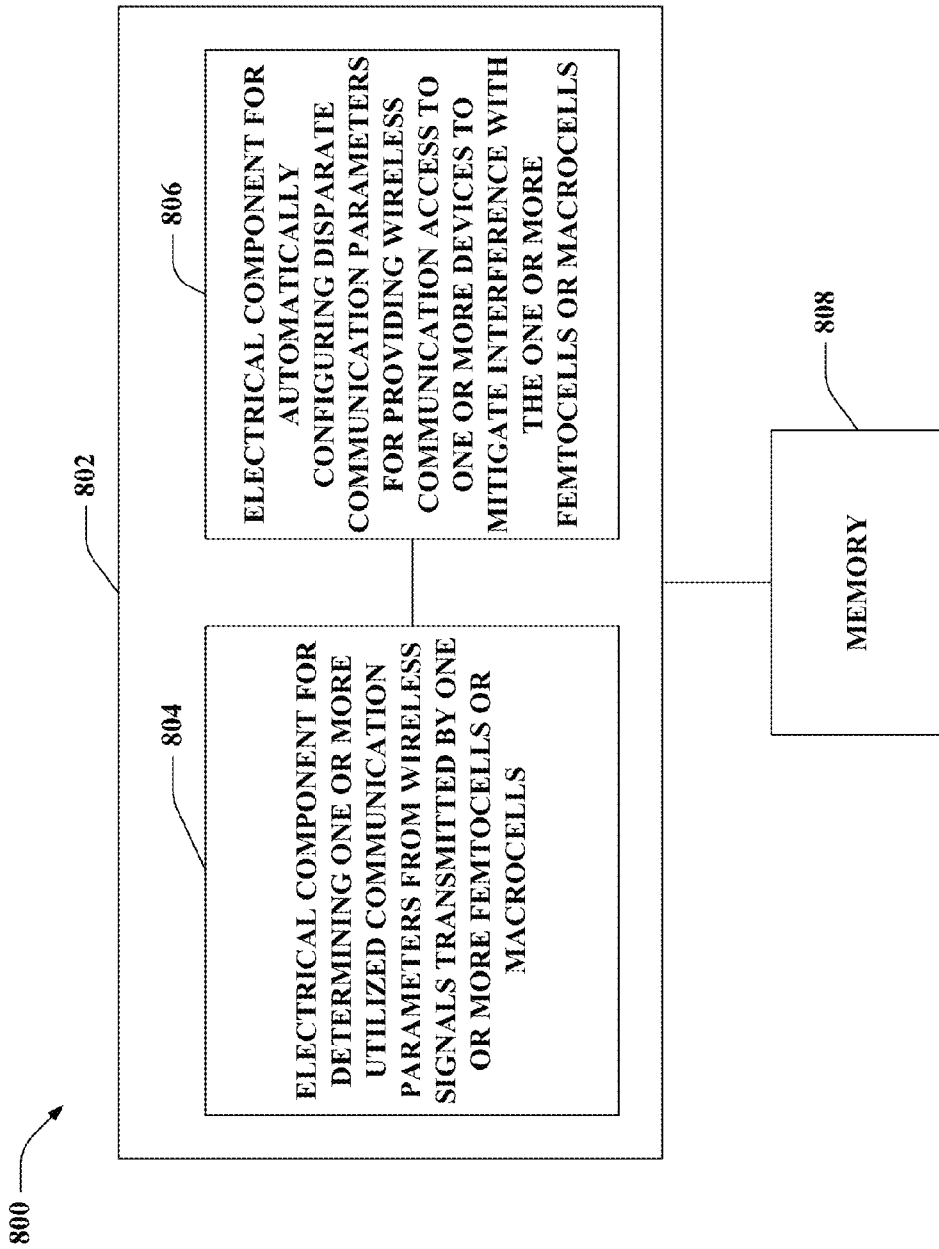 800
802
804
ELECTRICAL COMPONENT FOR
DETERMINING ONE OR MORE
UTILIZED COMMUNICATION
PARAMETERS FROM WIRELESS
SIGNALS TRANSMITTED BY ONE
OR MORE FEMTOCELLS OR
MACROCELLS
806
ELECTRICAL COMPONENT FOR
AUTOMATICALLY
CONFIGURING DISPARATE
COMMUNICATION PARAMETERS
FOR PROVIDING WIRELESS
COMMUNICATION ACCESS TO
ONE OR MORE DEVICES TO
MITIGATE INTERFERENCE WITH
THE ONE OR MORE
FEMTOCELLS OR MACROCELLS
808
MEMORY